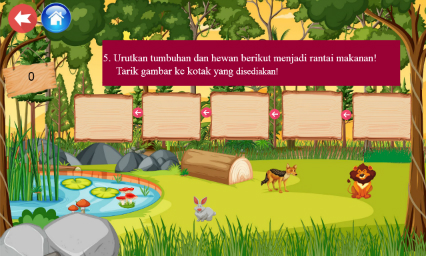 5. Urutkan tumbuhan dan hewan berikut menjadi rantai makanan!
Tarik gambar ke kotak yang disediakan!
0